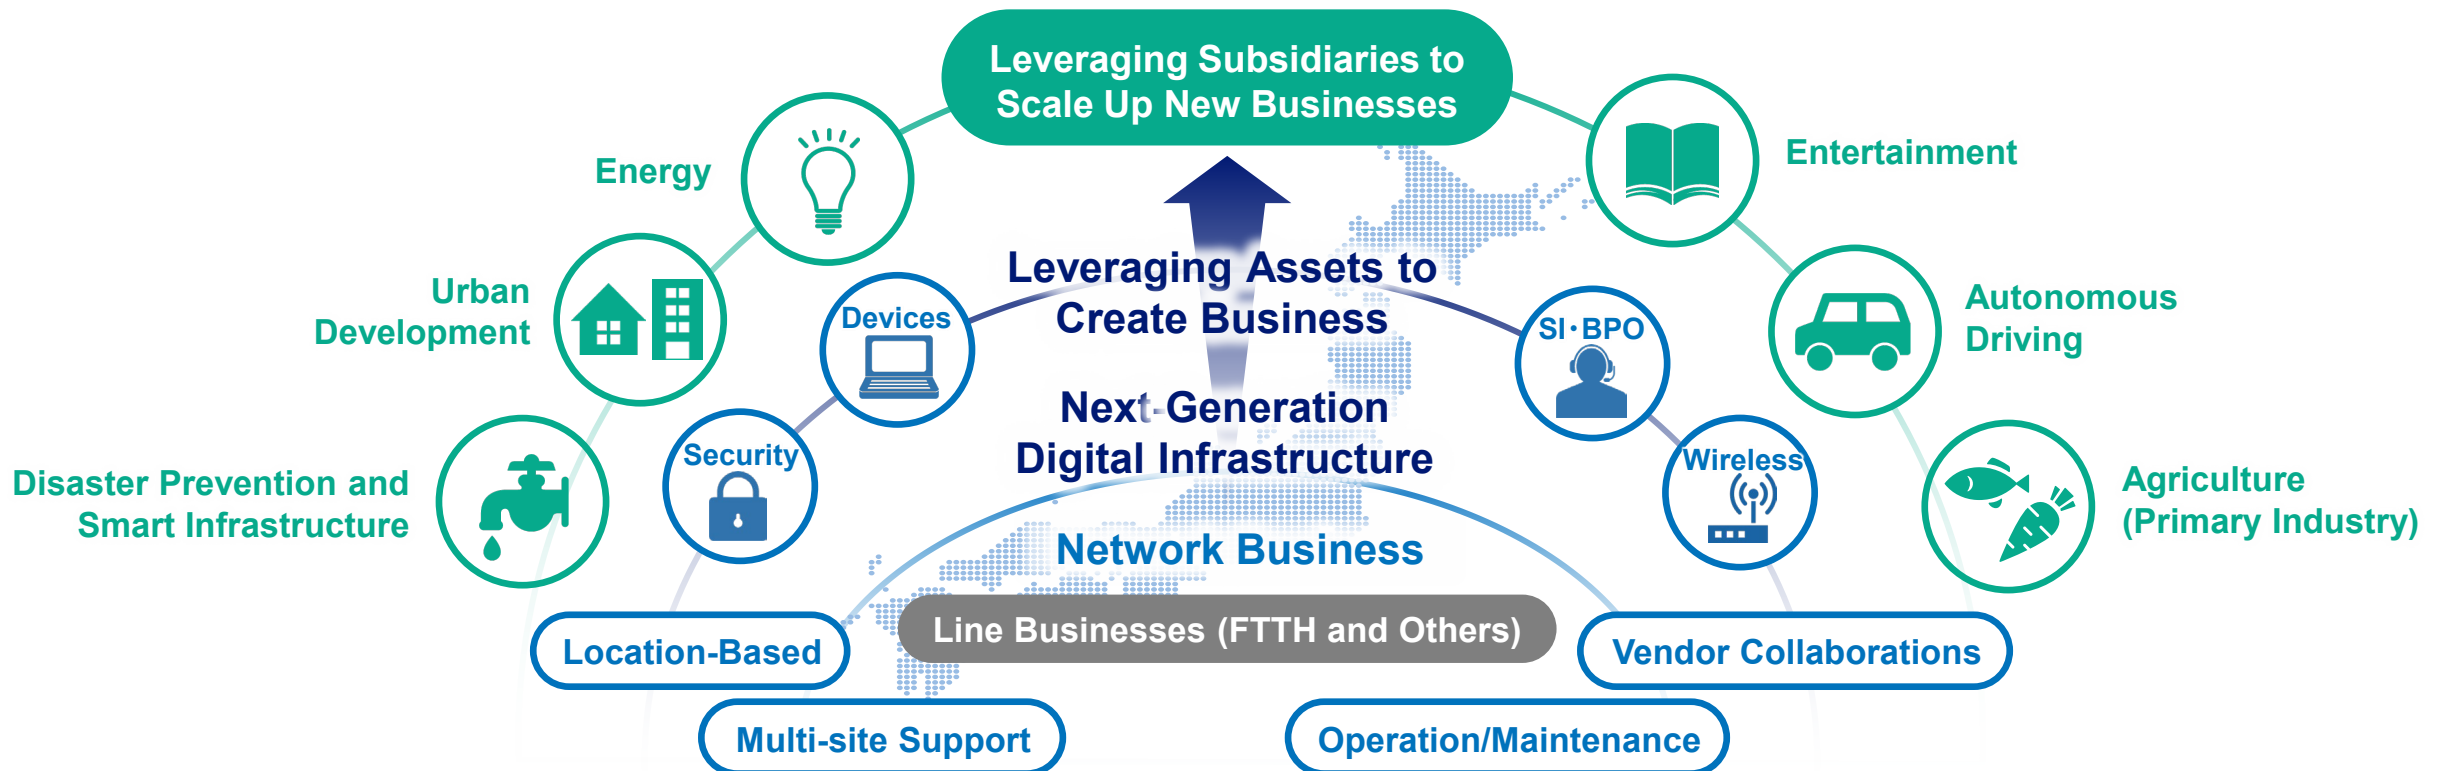 Leveraging Subsidiaries to
Scale Up New Businesses
Energy
Entertainment
Urban
Development
Devices
Leveraging Assets to
Create Business
SI・BPO
Autonomous
Driving
Disaster Prevention and
Smart Infrastructure
Security
Next-Generation
Digital Infrastructure
Wireless
Agriculture
(Primary Industry)
Network Business
Line Businesses (FTTH and Others)
Location-Based
Vendor Collaborations
Multi-site Support
Operation/Maintenance